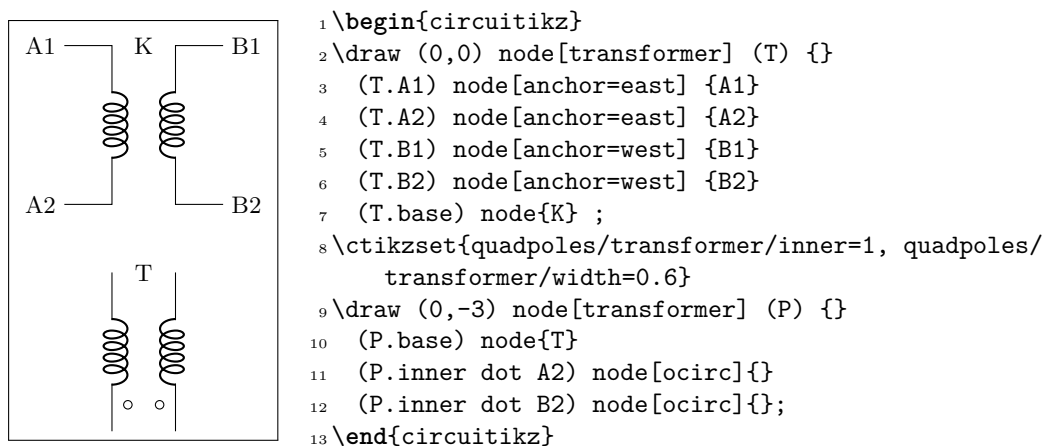 A1 K B1
A2 B2
T
1 \begin{circuitikz}
2 \draw (0,0) node[transformer] (T) {}
3 (T.A1) node[anchor=east] {A1}
4 (T.A2) node[anchor=east] {A2}
5 (T.B1) node[anchor=west] {B1}
6 (T.B2) node[anchor=west] {B2}
7 (T.base) node{K} ;
8 \ctikzset{quadpoles/transformer/inner=1, quadpoles/
transformer/width=0.6}
9 \draw (0,-3) node[transformer] (P) {}
10 (P.base) node{T}
11 (P.inner dot A2) node[ocirc]{}
12 (P.inner dot B2) node[ocirc]{};
13 \end{circuitikz}